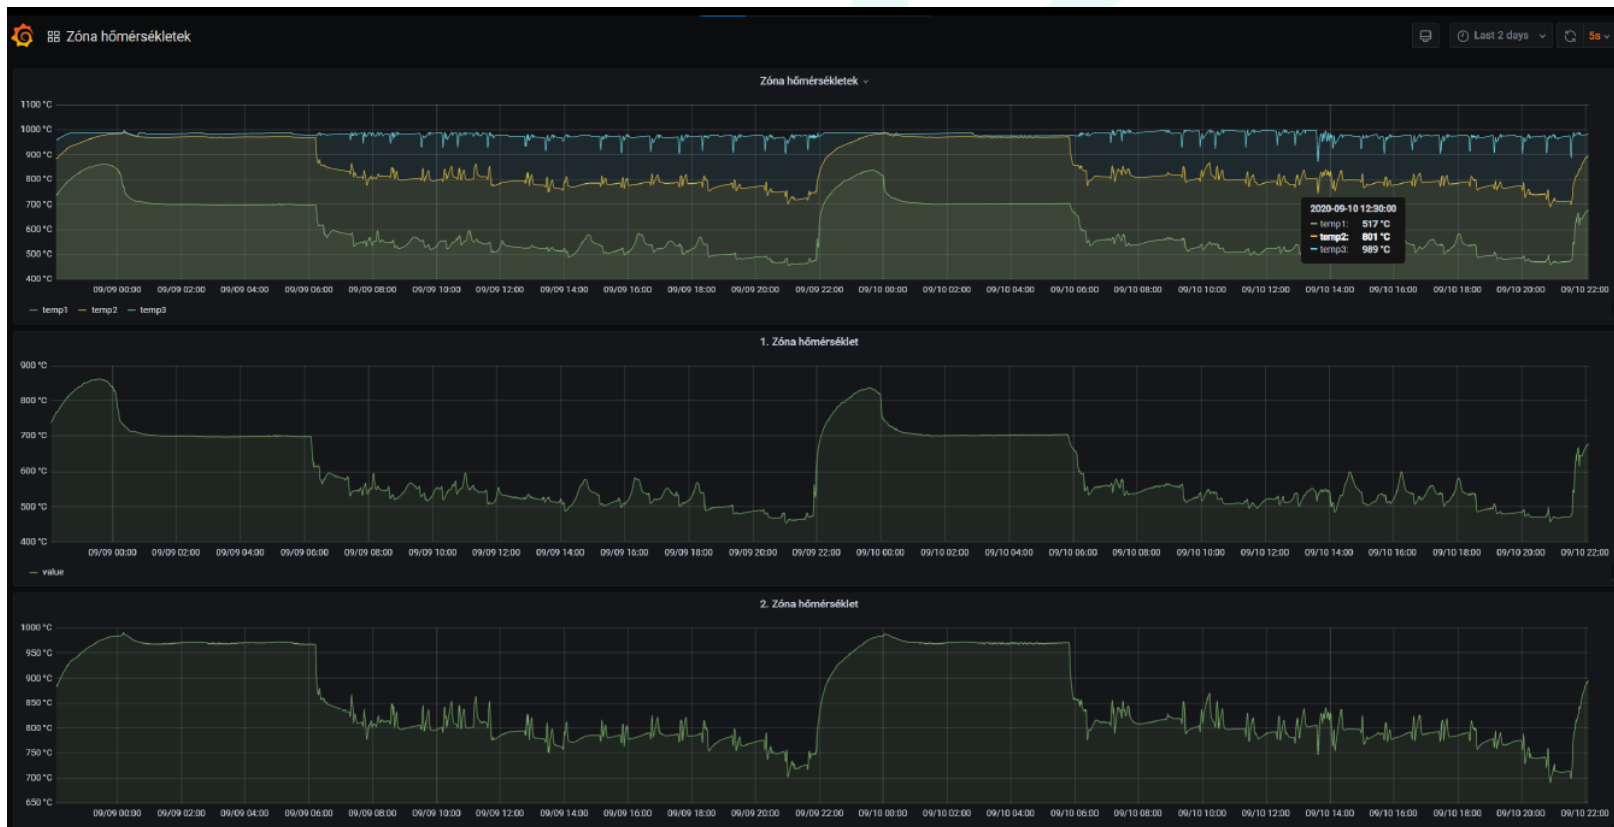 Zóna hőmérsékletek
Last 2 days
5s
Zóna hőmérsékletek
1100 °C
1000 °C
900 °C
800 °C
700 °C
600 °C
500 °C
400 °C
2020-09-10 12:30:00
temp1: 517 °C
temp2: 801 °C
temp3: 989 °C
09/09 00:00 09/09 02:00 09/09 04:00 09/09 06:00 09/09 08:00 09/09 10:00 09/09 12:00 09/09 14:00 09/09 16:00 09/09 18:00 09/09 20:00 09/09 22:00 09/10 00:00 09/10 02:00 09/10 04:00 09/10 06:00 09/10 08:00 09/10 10:00 09/10 12:00 09/10 14:00 09/10 16:00 09/10 18:00 09/10 20:00 09/10 22:00
temp1 temp2 temp3
1. Zóna hőmérséklet
900 °C
800 °C
700 °C
600 °C
500 °C
400 °C
09/09 00:00 09/09 02:00 09/09 04:00 09/09 06:00 09/09 08:00 09/09 10:00 09/09 12:00 09/09 14:00 09/09 16:00 09/09 18:00 09/09 20:00 09/09 22:00 09/10 00:00 09/10 02:00 09/10 04:00 09/10 06:00 09/10 08:00 09/10 10:00 09/10 12:00 09/10 14:00 09/10 16:00 09/10 18:00 09/10 20:00 09/10 22:00
value
2. Zóna hőmérséklet
1000 °C
950 °C
900 °C
850 °C
800 °C
750 °C
700 °C
650 °C
09/09 00:00 09/09 02:00 09/09 04:00 09/09 06:00 09/09 08:00 09/09 10:00 09/09 12:00 09/09 14:00 09/09 16:00 09/09 18:00 09/09 20:00 09/09 22:00 09/10 00:00 09/10 02:00 09/10 04:00 09/10 06:00 09/10 08:00 09/10 10:00 09/10 12:00 09/10 14:00 09/10 16:00 09/10 18:00 09/10 20:00 09/10 22:00